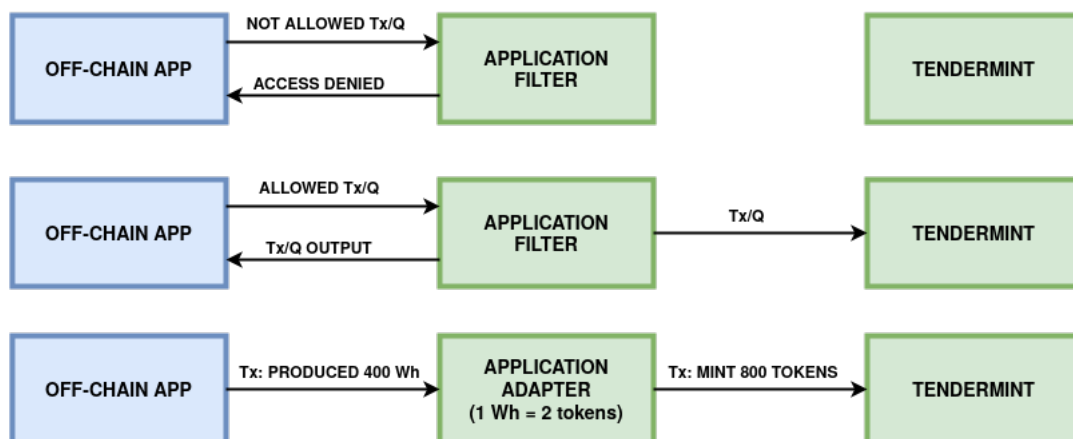 NOT ALLOWED Tx/Q
OFF-CHAIN APP
ACCESS DENIED
APPLICATION
FILTER
TENDERMINT
ALLOWED Tx/Q
OFF-CHAIN APP
Tx/Q OUTPUT
APPLICATION
FILTER
Tx/Q
TENDERMINT
OFF-CHAIN APP
Tx: PRODUCED 400 Wh
APPLICATION
ADAPTER
(1 Wh = 2 tokens)
Tx: MINT 800 TOKENS
TENDERMINT